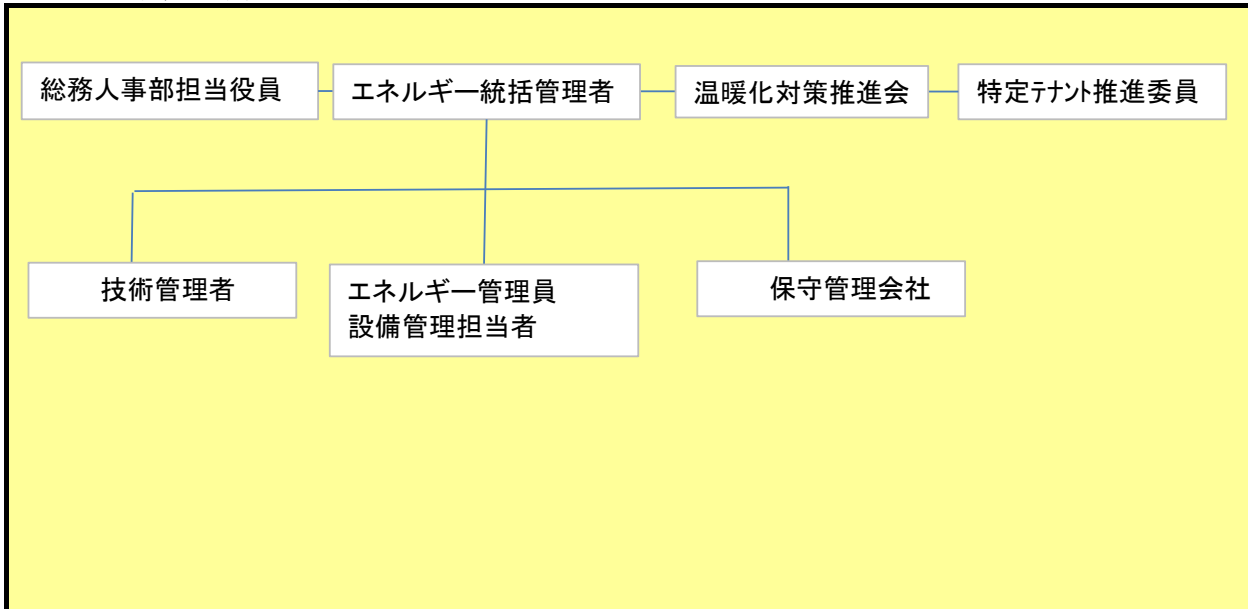 総務人事部担当役員
エネルギー統括管理者
温暖化対策推進会
特定ﾃﾅﾝﾄ推進委員
技術管理者
エネルギー管理員
設備管理担当者
保守管理会社